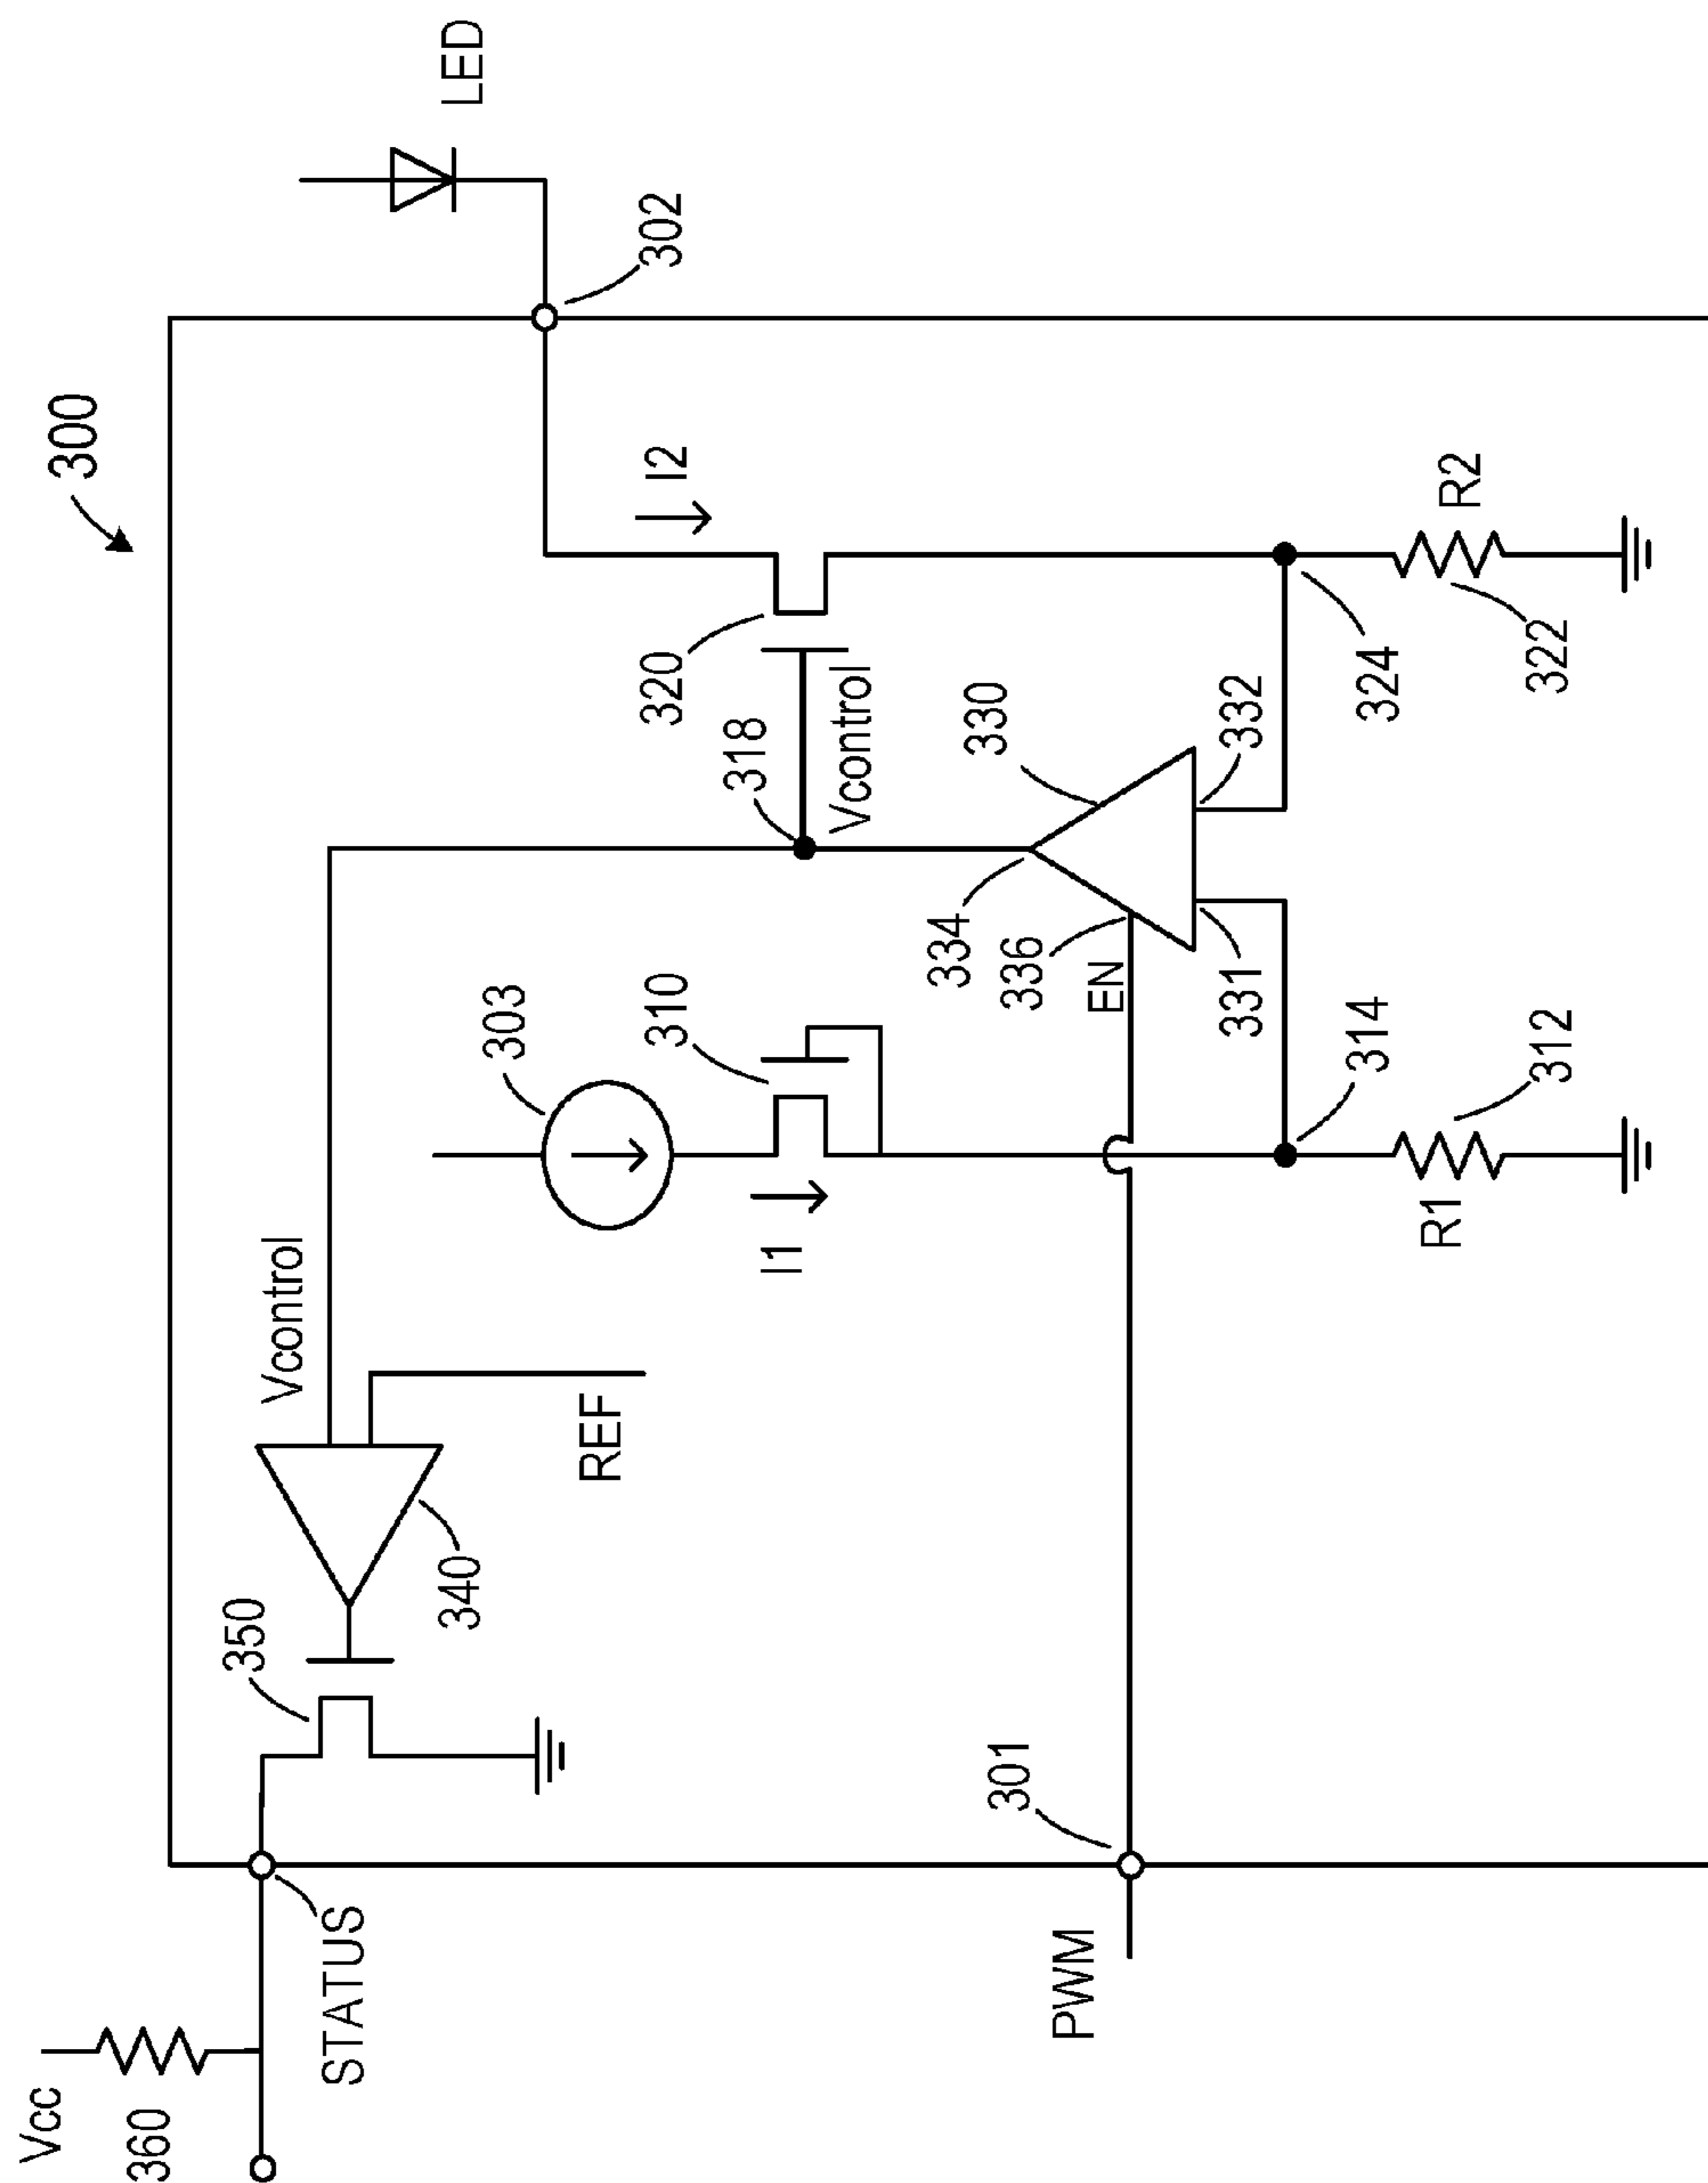 300
LED
302
I2
320
318
Vcontrol
330
332
324
R2
322
334
336
EN
331
303
310
I1
314
312
R1
Vcontrol
REF
340
350
301
STATUS
PWM
Vcc
360